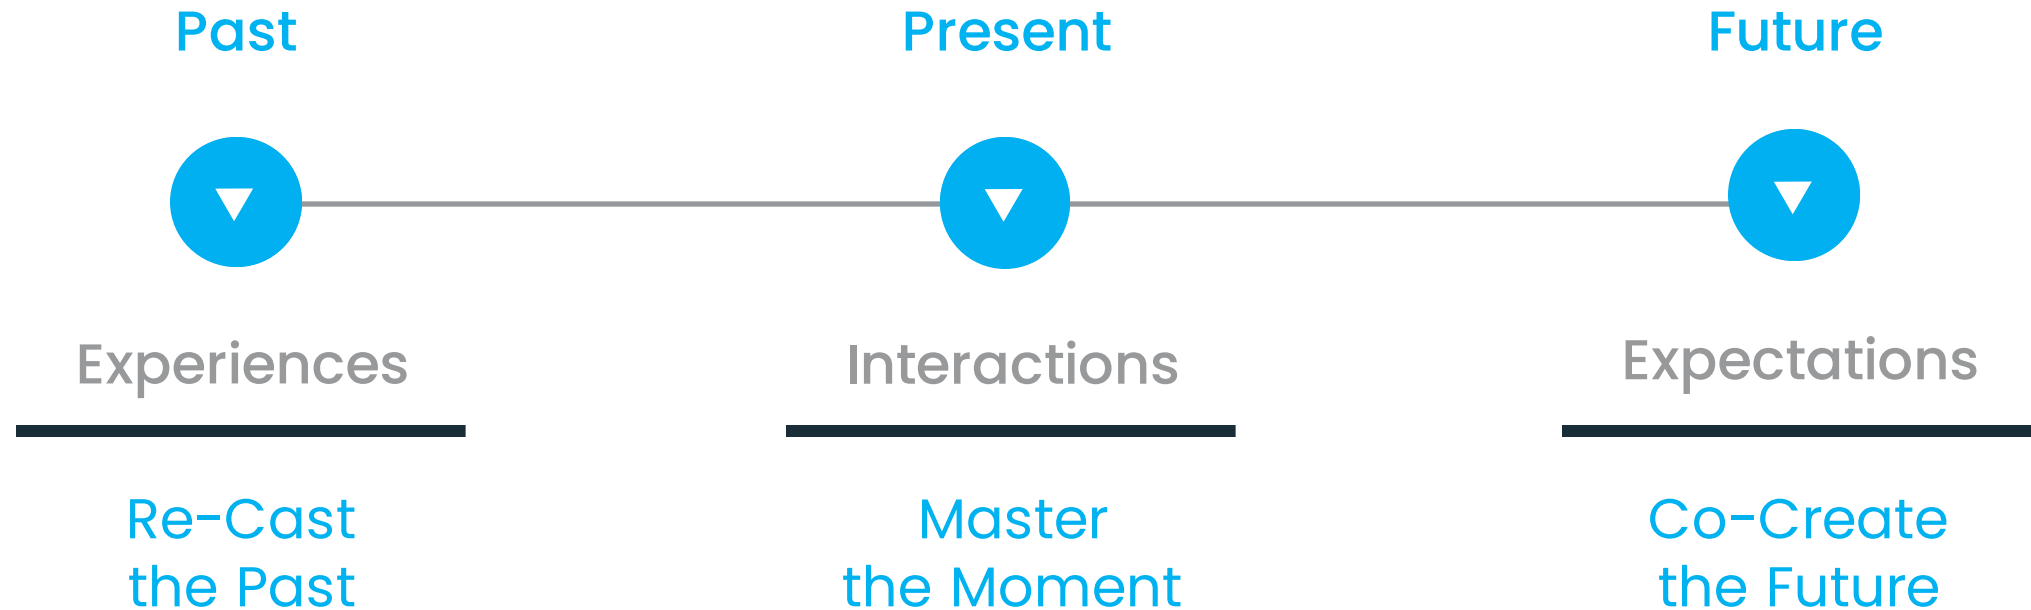 Past
Present
Future
Experiences
Interactions
Expectations
Re-Cast
the Past
Master
the Moment
Co-Create
the Future